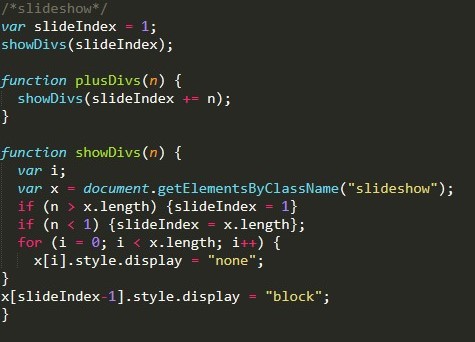 /*slideshow*/
var slideIndex = 1;
showDivs(slideIndex);

function plusDivs(n) {
  showDivs(slideIndex += n);
}

function showDivs(n) {
  var i;
  var x = document.getElementsByClassName("slideshow");
  if (n > x.length) {slideIndex = 1}
  if (n < 1) {slideIndex = x.length};
  for (i = 0; i < x.length; i++) {
    x[i].style.display = "none";
}
x[slideIndex-1].style.display = "block";
}